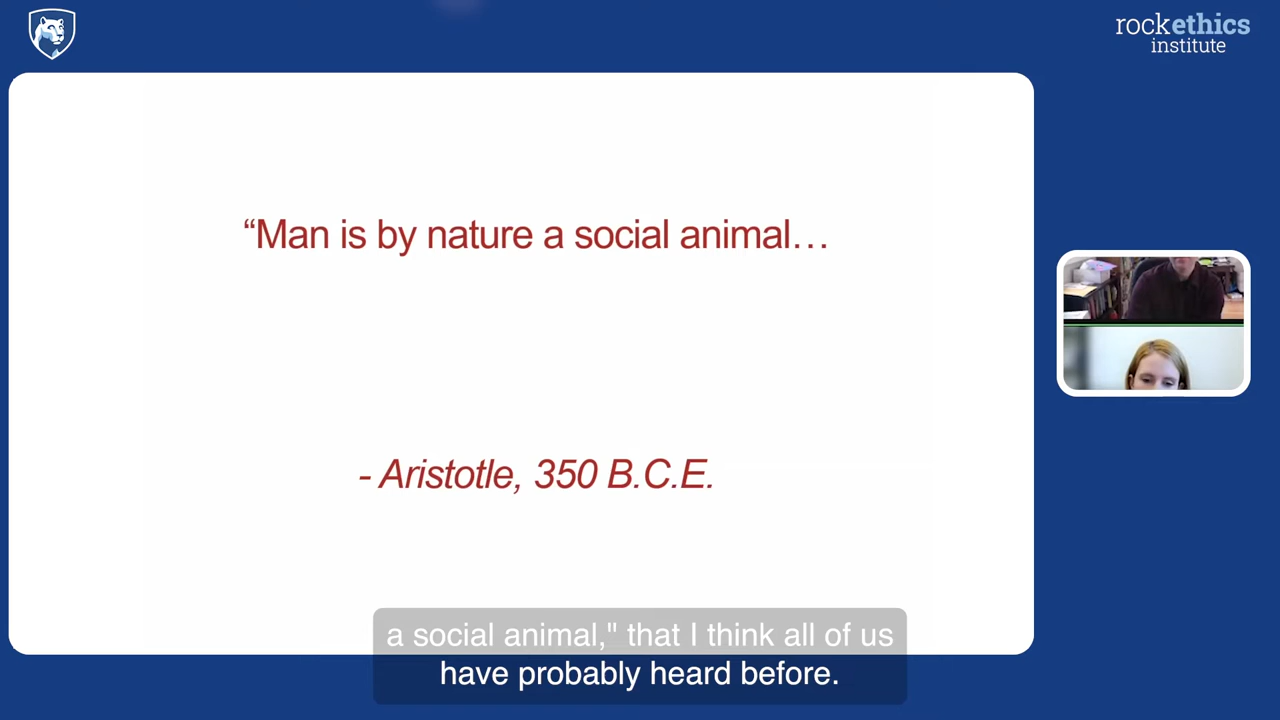 rockethics
institute
“Man is by nature a social animal…
- Aristotle, 350 B.C.E.
a social animal," that I think all of us
have probably heard before.